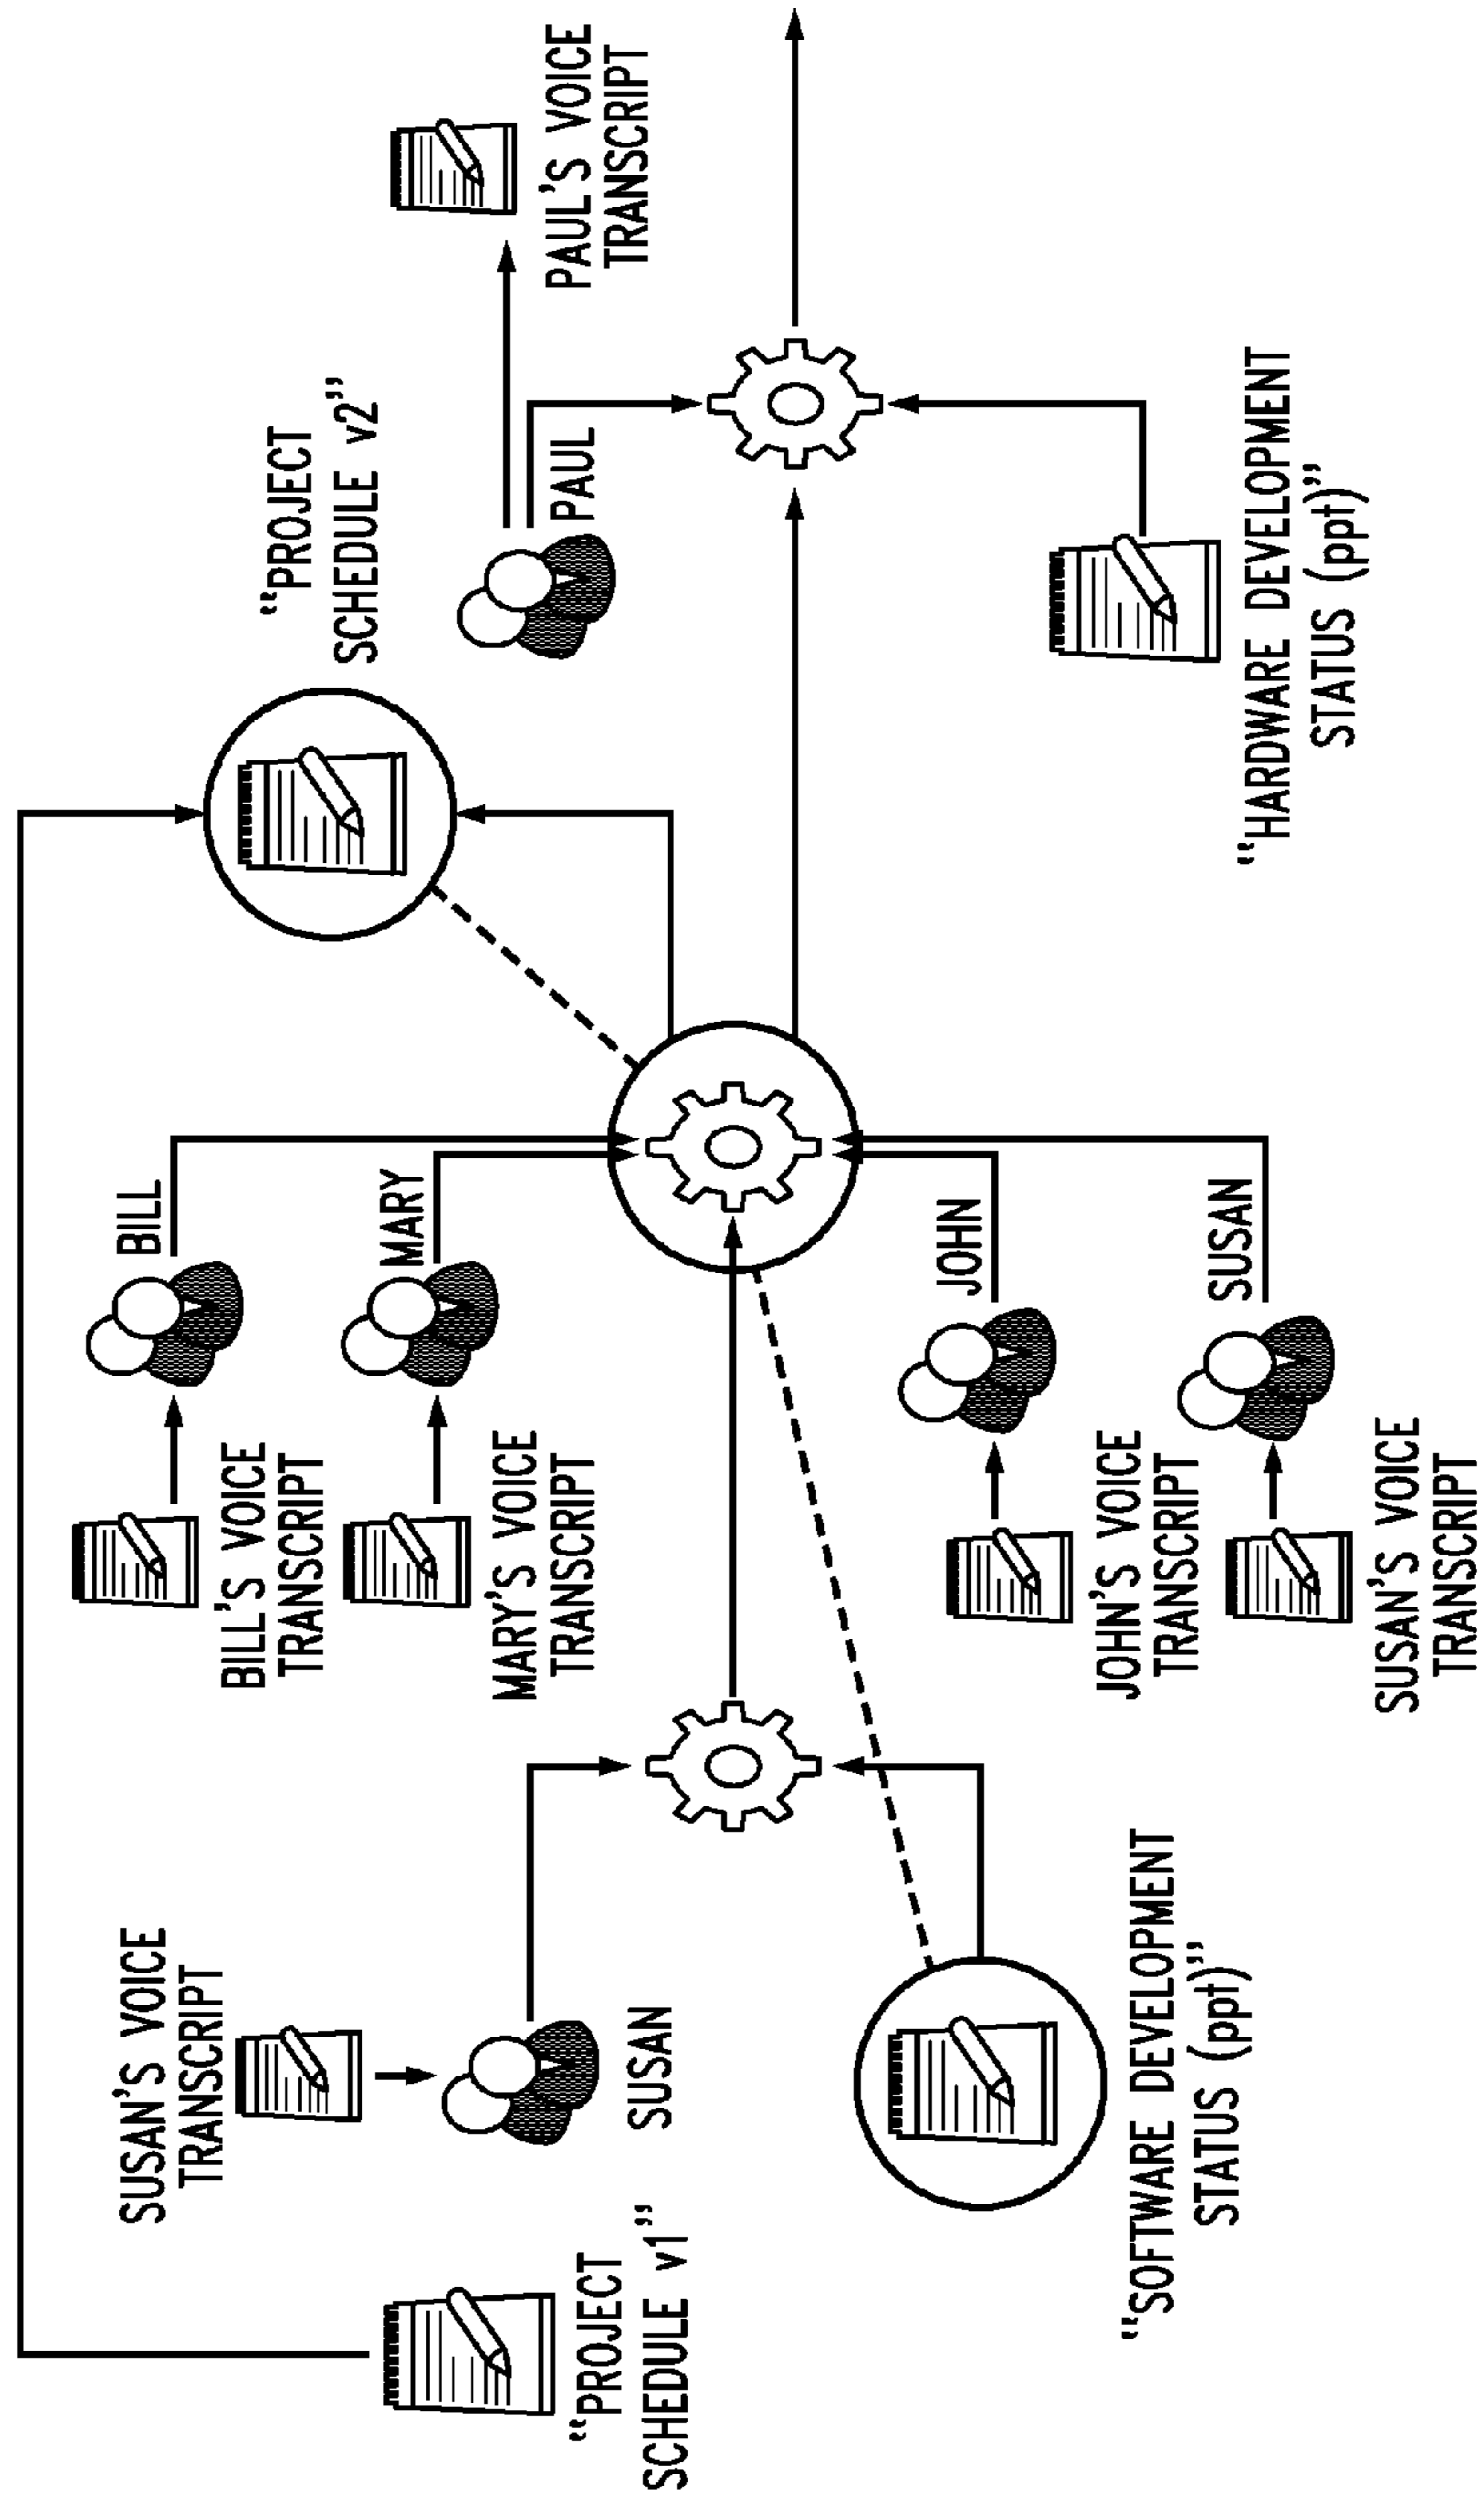 "PROJECT
SCHEDULE v1"
SUSAN'S VOICE
TRANSCRIPT
SUSAN
"SOFTWARE DEVELOPMENT
STATUS (ppt)"
BILL'S VOICE
TRANSCRIPT
BILL
MARY'S VOICE
TRANSCRIPT
MARY
JOHN'S VOICE
TRANSCRIPT
JOHN
SUSAN'S VOICE
TRANSCRIPT
SUSAN
"PROJECT
SCHEDULE v2"
PAUL
PAUL'S VOICE
TRANSCRIPT
"HARDWARE DEVELOPMENT
STATUS (ppt)"